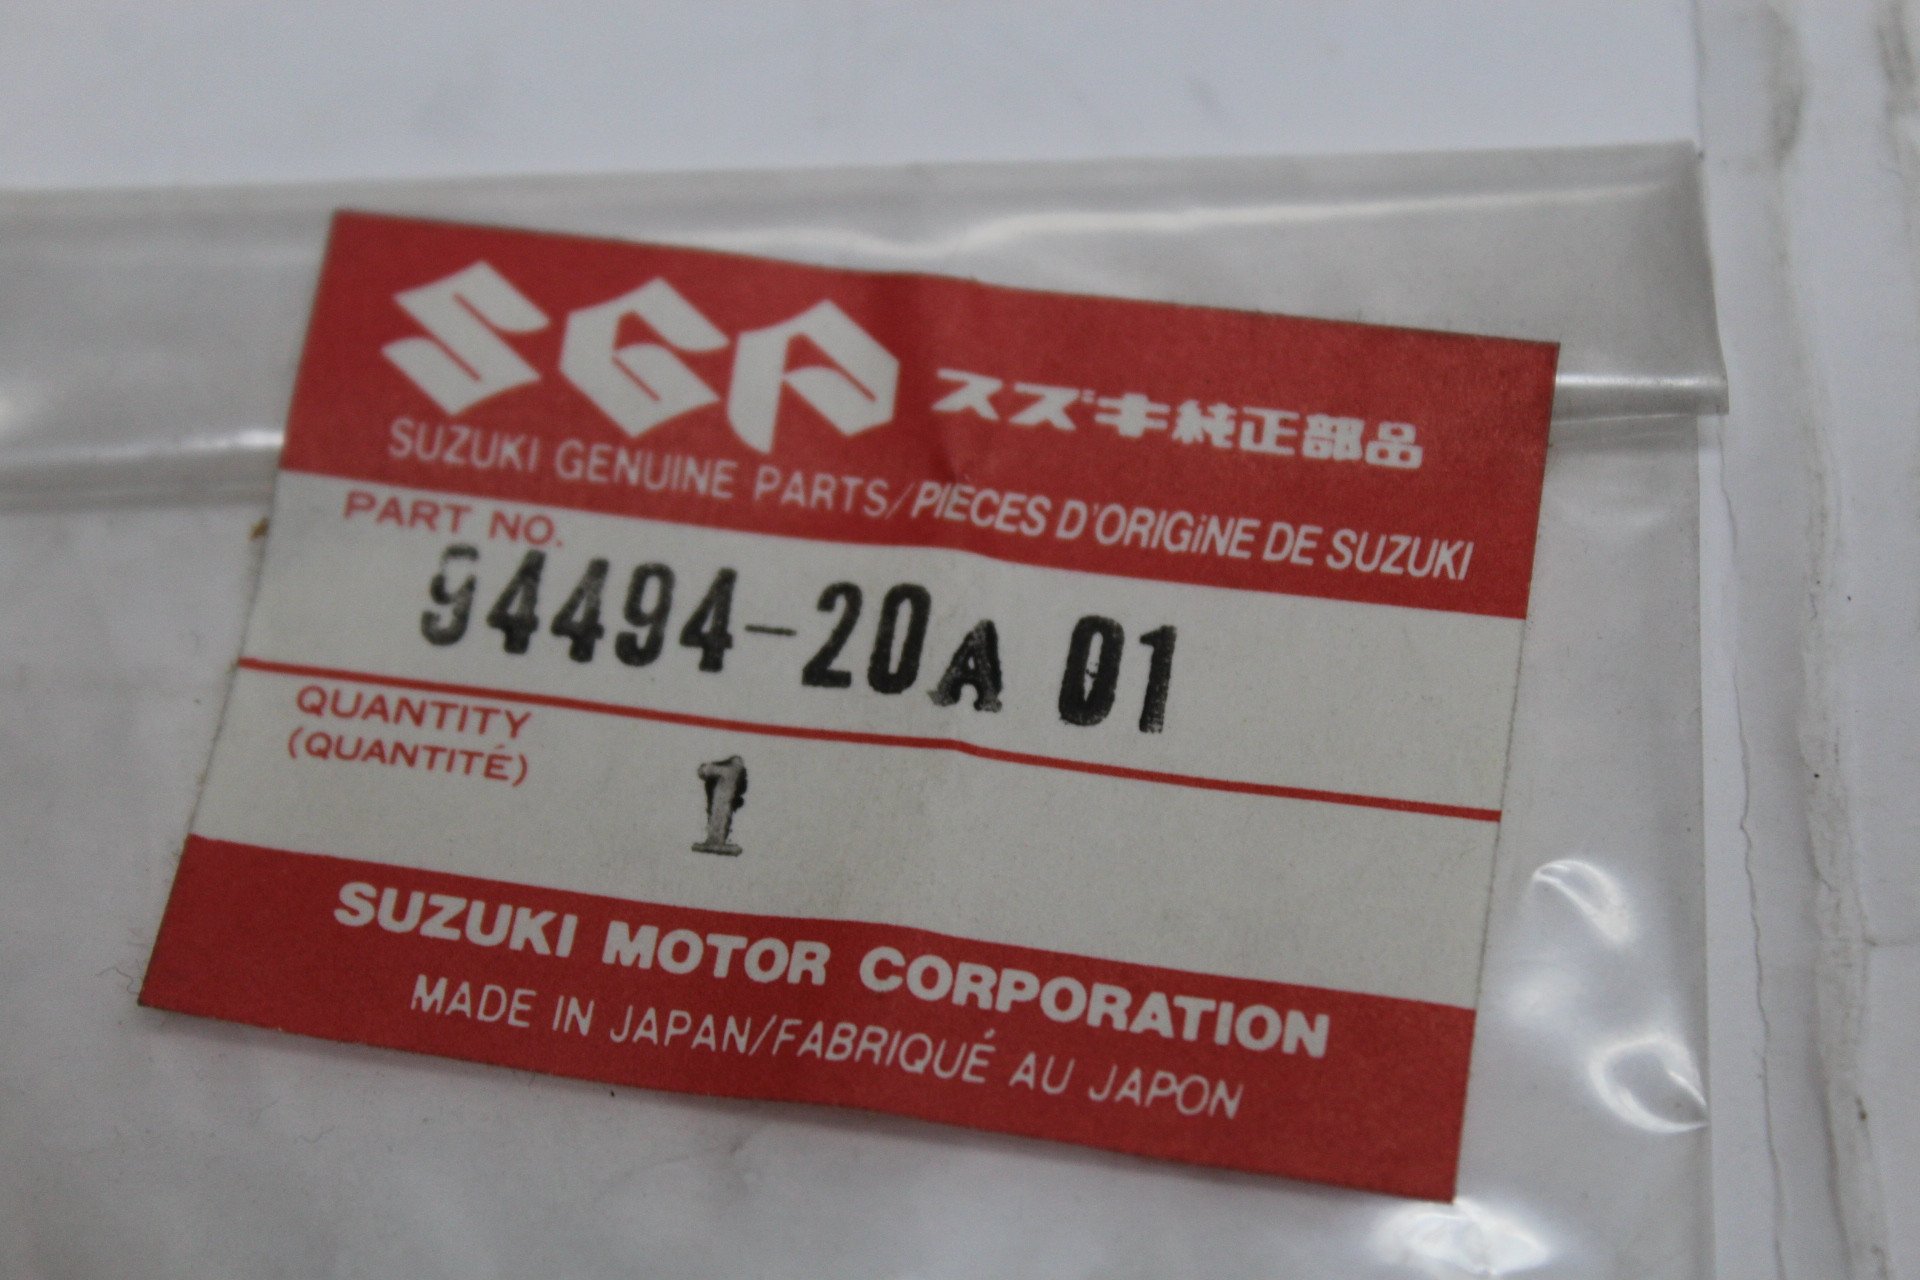 SGP スズキ純正部品
SUZUKI GENUINE PARTS/PIÈCES D'ORIGiNE DE SUZUKI
PART NO.
94494-20A 01
QUANTITY
(QUANTITÉ)
1
SUZUKI MOTOR CORPORATION
MADE IN JAPAN/FABRIQUÉ AU JAPON